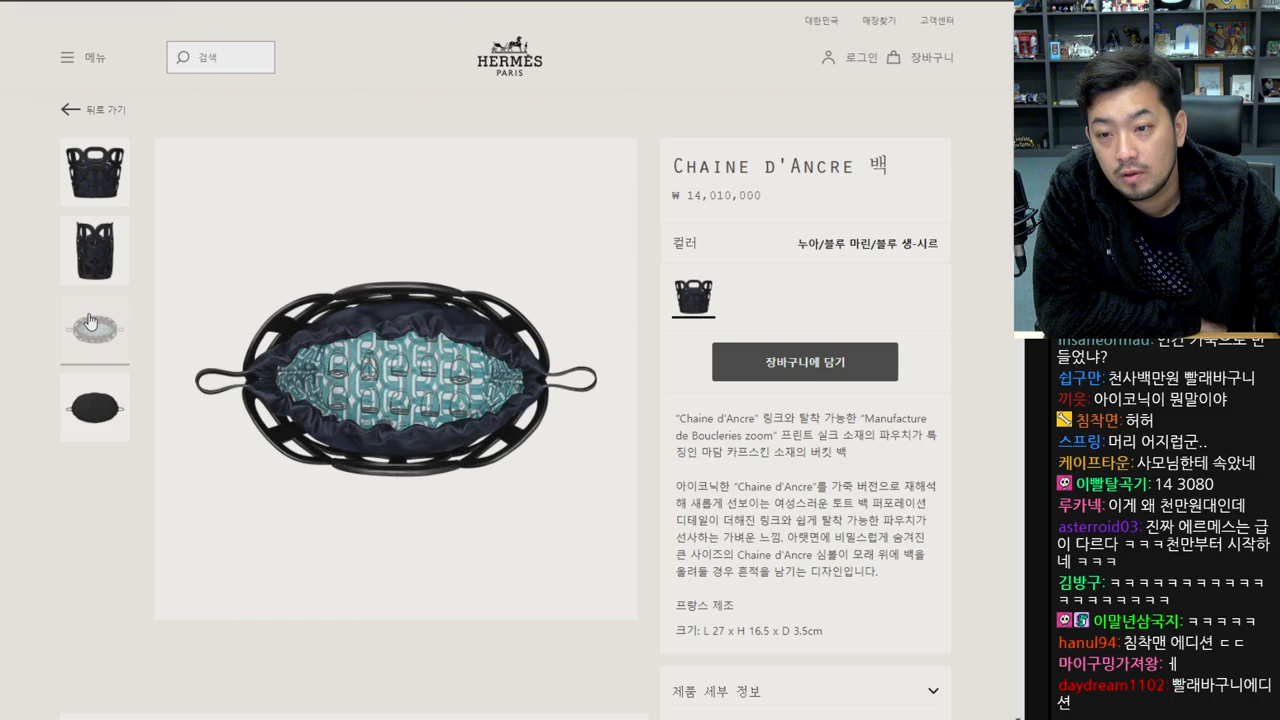 대한민국
매장찾기
고객센터
메뉴
검색
HERMÈS
PARIS
로그인
장바구니
뒤로 가기
CHAINE D'ANCRE 백
₩ 14,010,000
컬러
누아/블루 마린/블루 생-시르
장바구니에 담기
"Chaine d'Ancre" 링크와 탈착 가능한 "Manufacture
de Boucleries zoom" 프린트 실크 소재의 파우치가 특
징인 마담 카프스킨 소재의 버킷 백
아이코닉한 "Chaine d'Ancre"를 가죽 버전으로 재해석
해 새롭게 선보이는 여성스러운 토트 백 퍼포레이션
디테일이 더해진 링크와 쉽게 탈착 가능한 파우치가
선사하는 가벼운 느낌. 아랫면에 비밀스럽게 숨겨진
큰 사이즈의 Chaine d'Ancre 심볼이 모래 위에 백을
올려둘 경우 흔적을 남기는 디자인입니다.
프랑스 제조
크기: L 27 x H 16.5 x D 3.5cm
제품 세부 정보
insaneormad: 인간 가죽으로 만
들었냐?
쉽구만: 천사백만원 빨래바구니
끼웃: 아이코닉이 뭔말이야
침착면: 허허
스프링: 머리 어지럽군..
케이프타운: 사모님한테 속았네
이빨탈곡기: 14 3080
루카넥: 이게 왜 천만원대인데
asterroid03: 진짜 에르메스는 급
이 다르다 ㅋㅋㅋ천만부터 시작하
네 ㅋㅋㅋ
김방구: ㅋㅋㅋㅋㅋㅋㅋㅋㅋㅋㅋ
ㅋㅋㅋㅋㅋㅋㅋㅋ
이말년삼국지: ㅋㅋㅋㅋㅋ
hanul94: 침착맨 에디션 ㄷㄷ
마이구밍가져왕: ㅔ
daydream1102: 빨래바구니에디
션